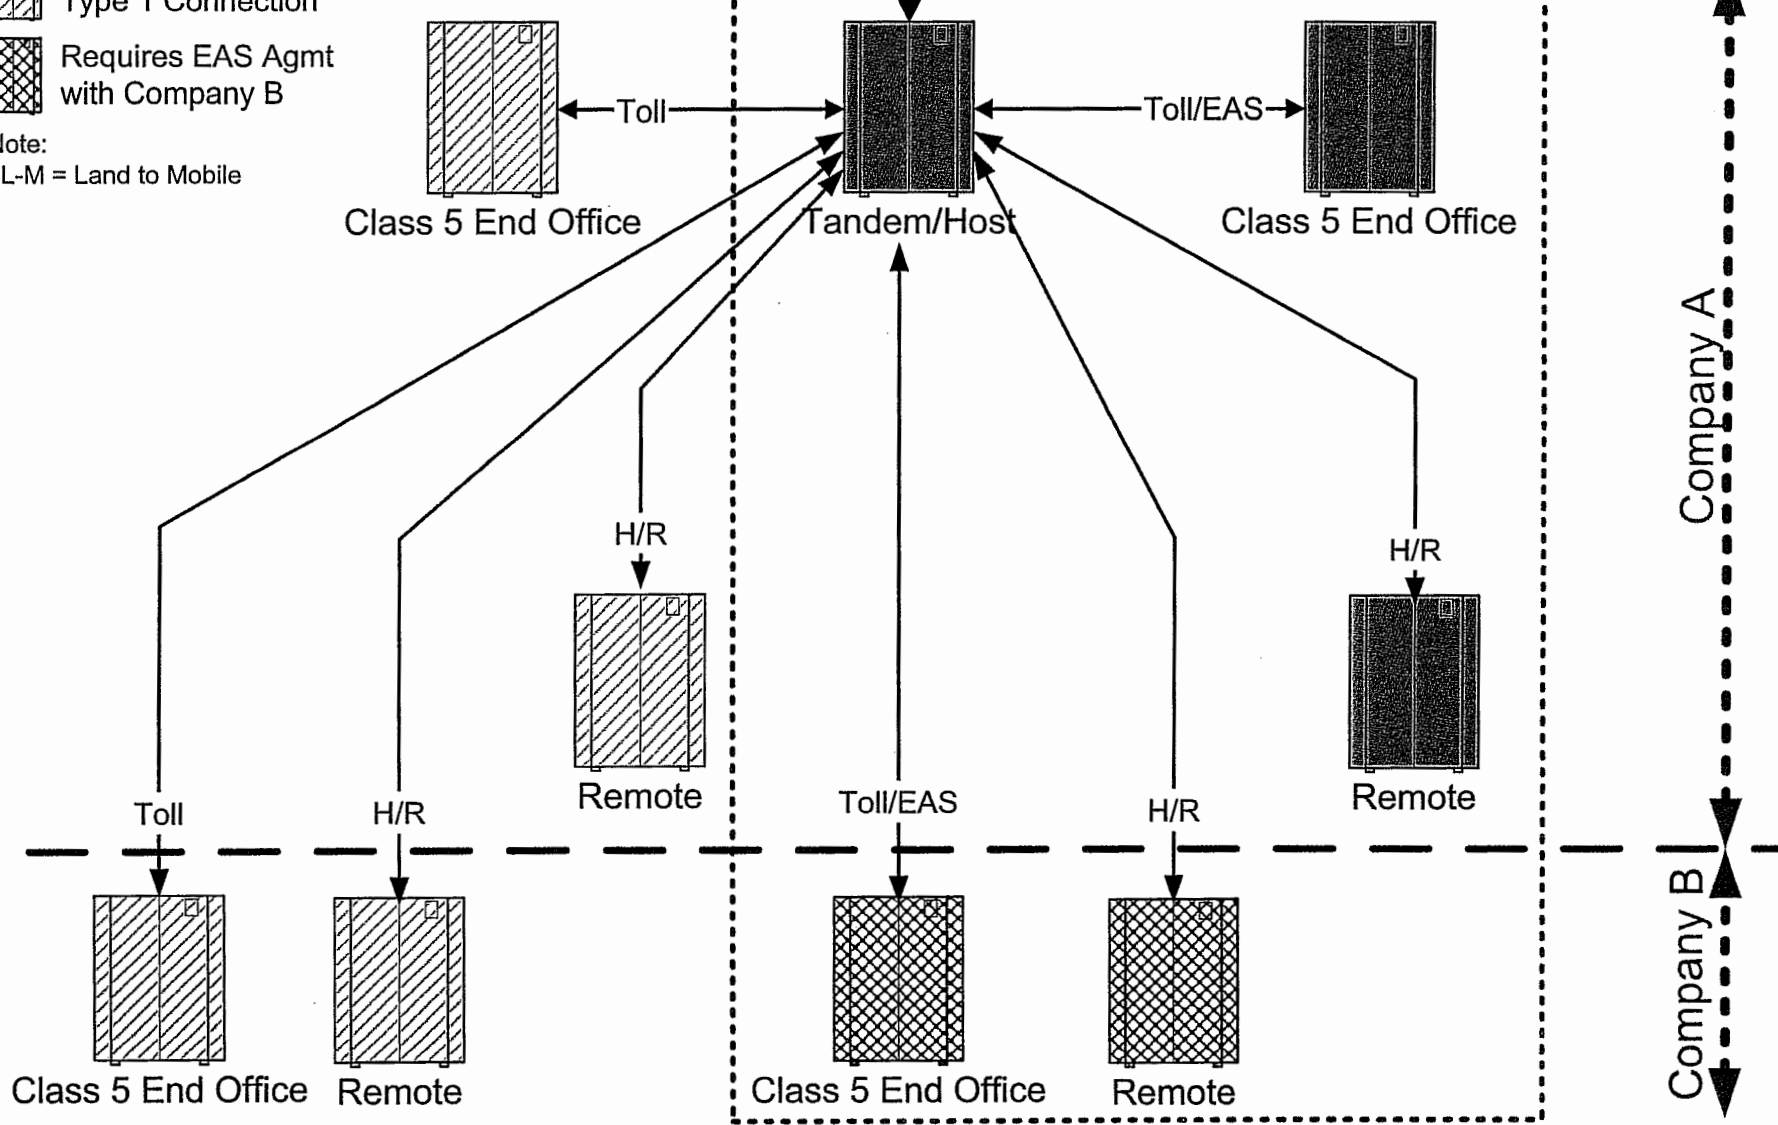 Type 1 Connection
Requires EAS Agmt
with Company B
Note:
L-M = Land to Mobile
Toll
Toll/EAS
Class 5 End Office
Tandem/Host
Class 5 End Office
Company A
H/R
H/R
Remote
Remote
Toll
H/R
Toll/EAS
H/R
Company B
Class 5 End Office
Remote
Class 5 End Office
Remote